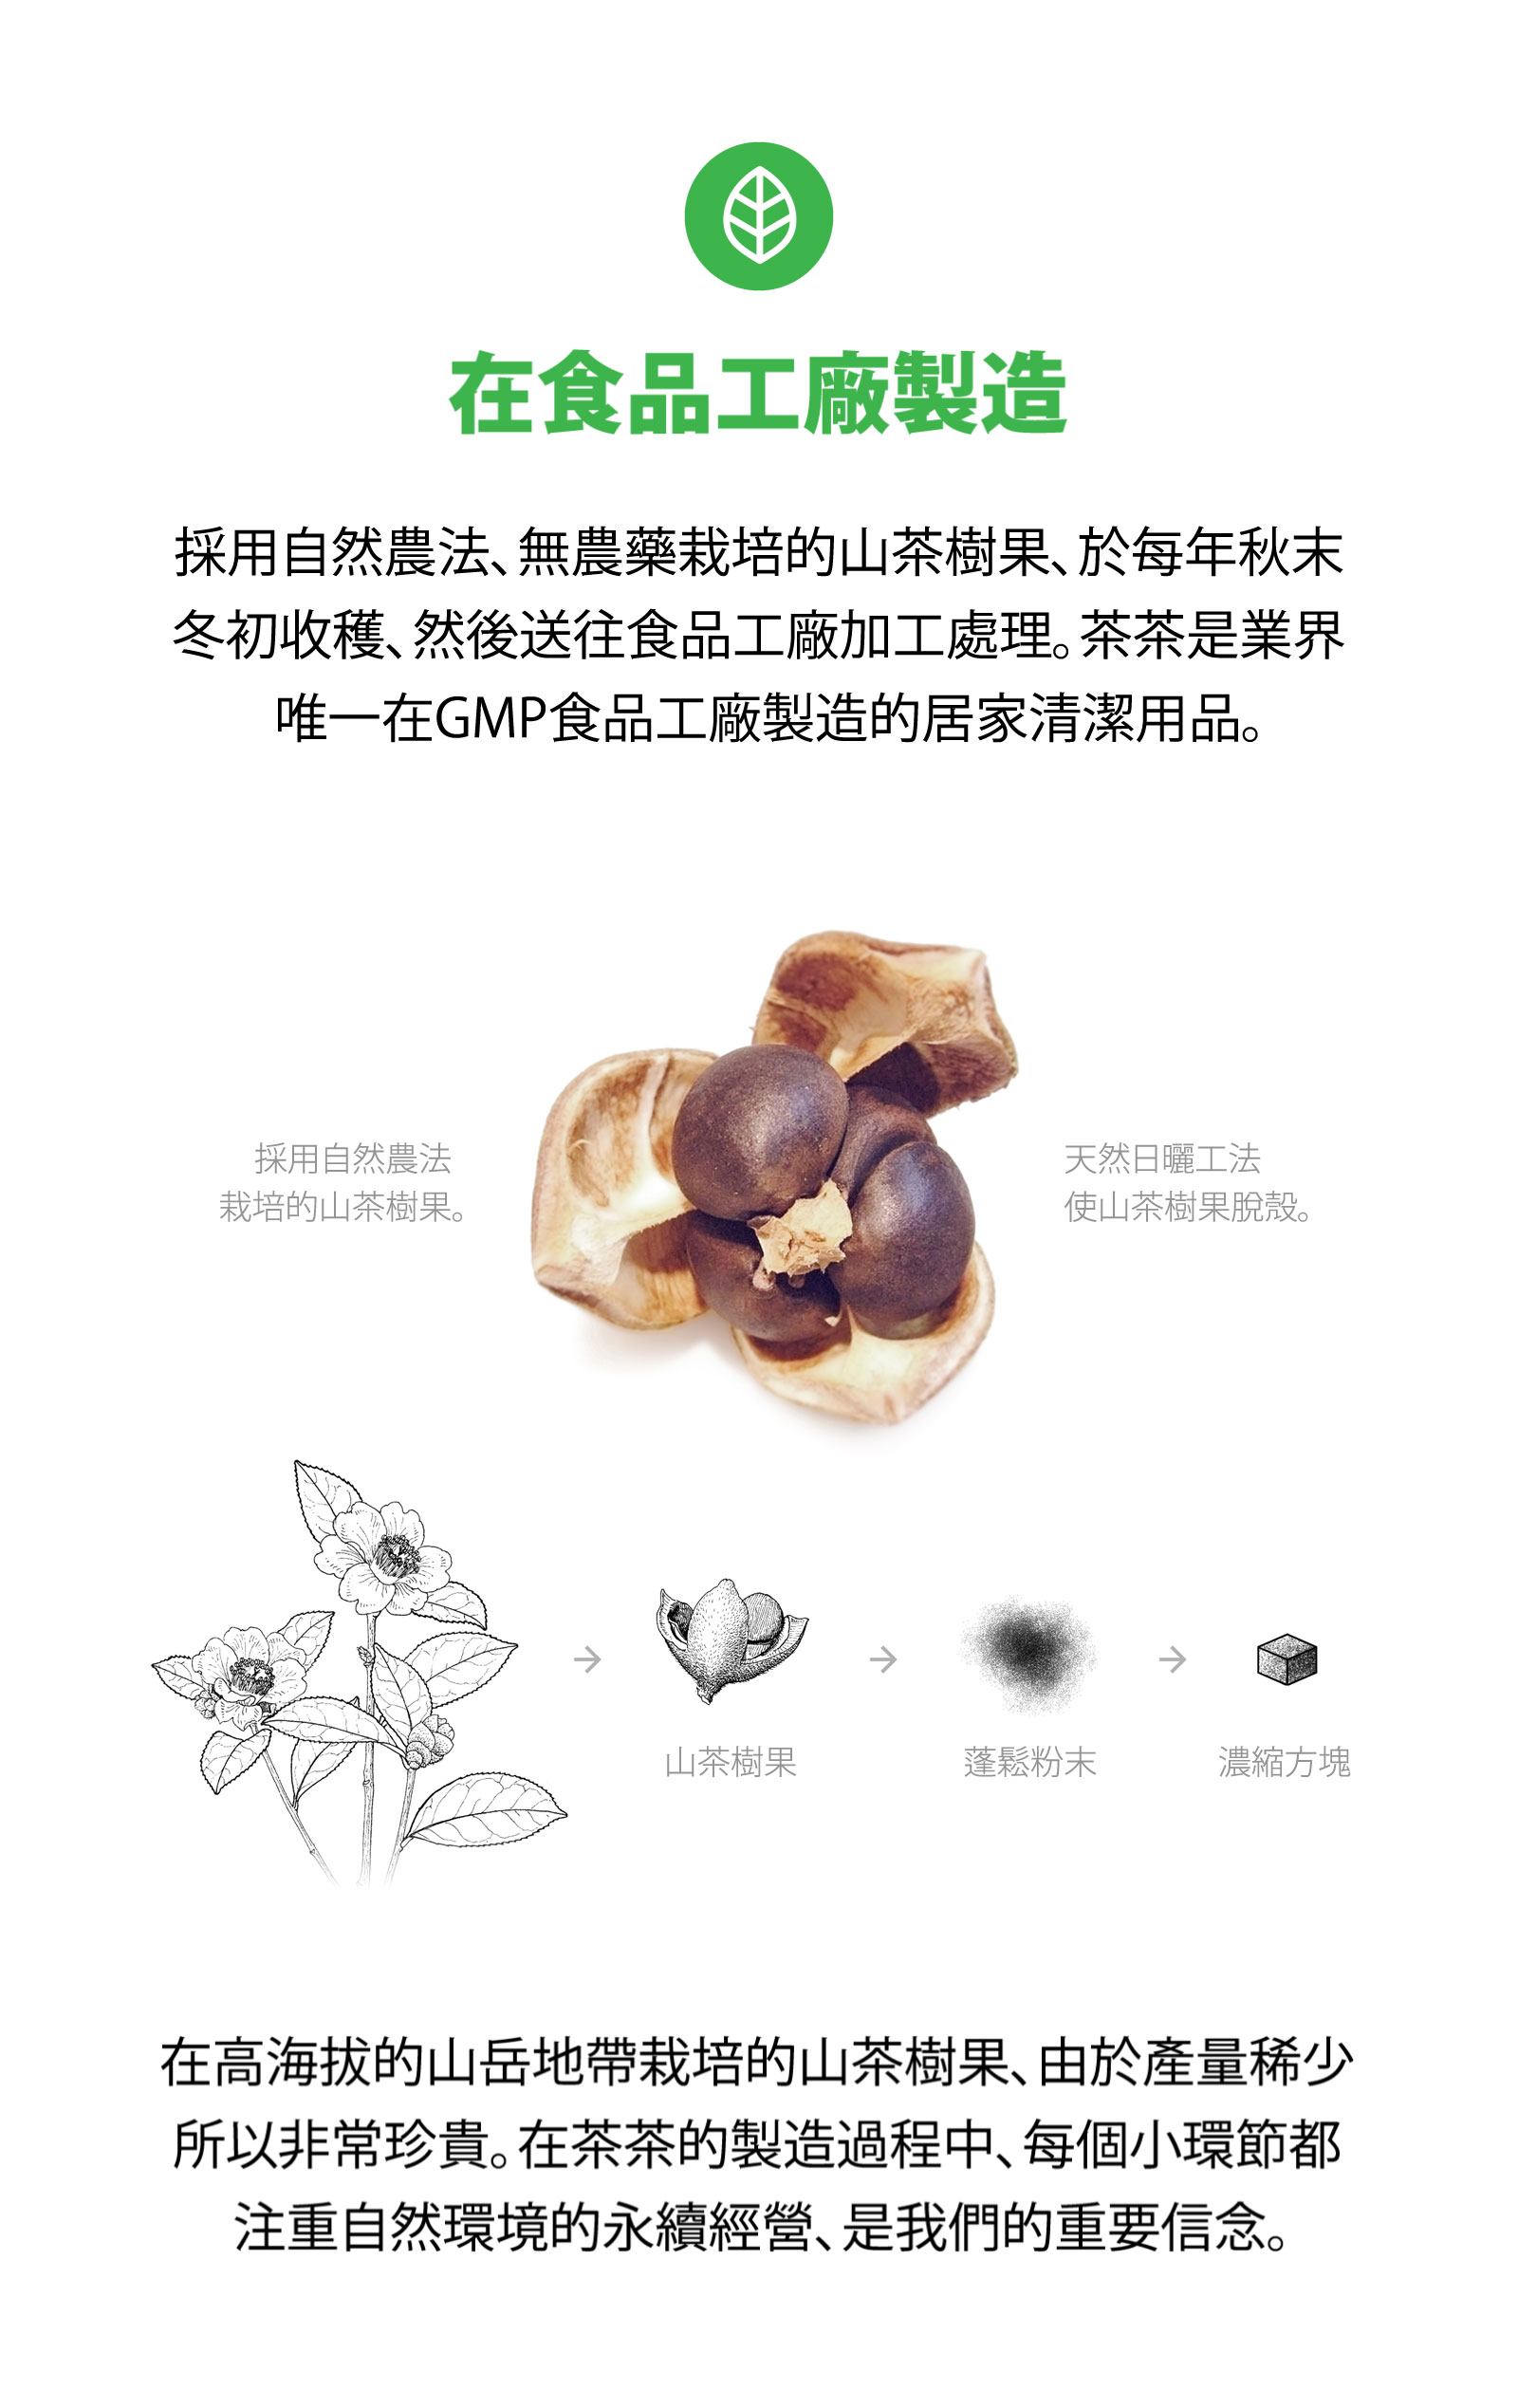 在食品工廠製造
採用自然農法、無農藥栽培的山茶樹果、於每年秋末
冬初收穫、然後送往食品工廠加工處理。茶茶是業界
唯一在GMP食品工廠製造的居家清潔用品。
採用自然農法
栽培的山茶樹果。
天然日曬工法
使山茶樹果脫殼。
山茶樹果
蓬鬆粉末
濃縮方塊
在高海拔的山岳地帶栽培的山茶樹果、由於產量稀少
所以非常珍貴。在茶茶的製造過程中、每個小環節都
注重自然環境的永續經營、是我們的重要信念。